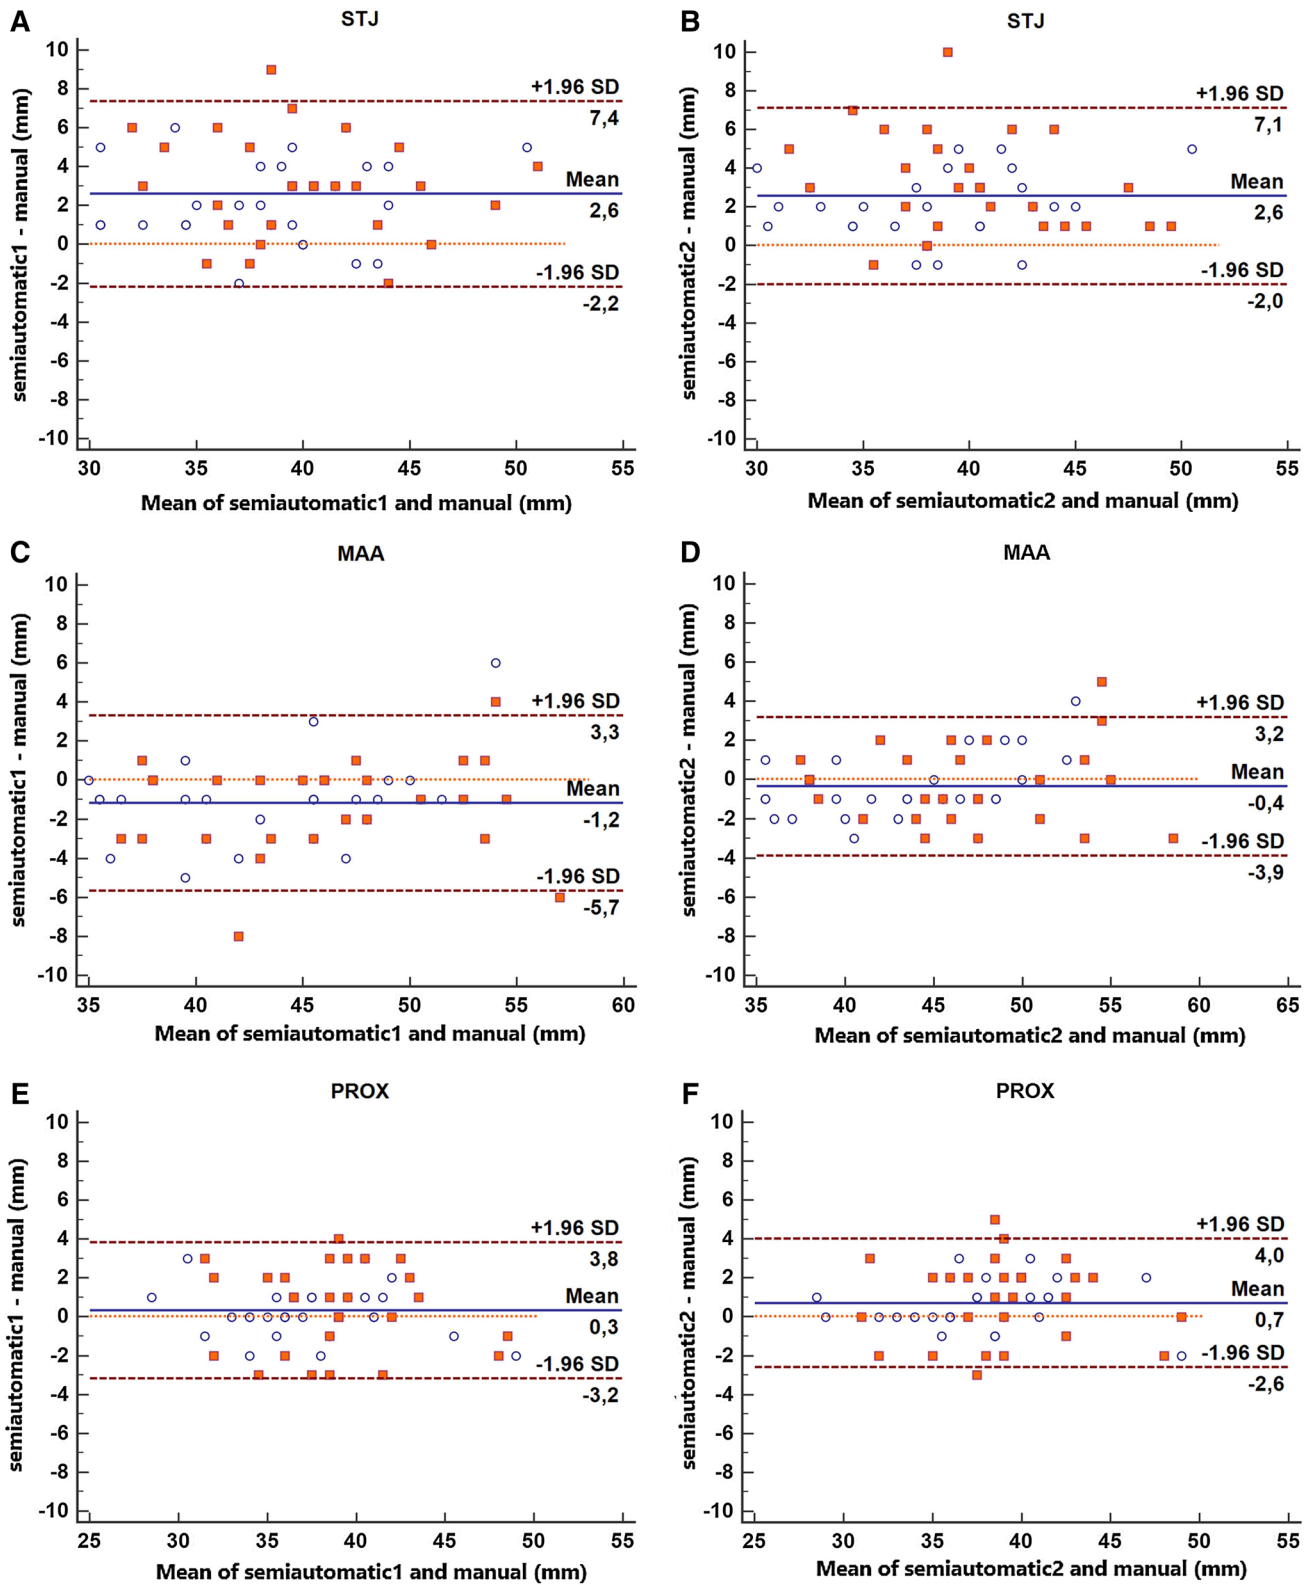 A
STJ
semiautomatic1 - manual (mm)
10
8
6
4
2
0
-2
-4
-6
-8
-10
+1.96 SD
7,4
Mean
2,6
-1.96 SD
-2,2
30 35 40 45 50 55
Mean of semiautomatic1 and manual (mm)
B
STJ
semiautomatic2 - manual (mm)
10
8
6
4
2
0
-2
-4
-6
-8
-10
+1.96 SD
7,1
Mean
2,6
-1.96 SD
-2,0
30 35 40 45 50 55
Mean of semiautomatic2 and manual (mm)
C
MAA
semiautomatic1 - manual (mm)
10
8
6
4
2
0
-2
-4
-6
-8
-10
+1.96 SD
3,3
Mean
-1,2
-1.96 SD
-5,7
35 40 45 50 55 60
Mean of semiautomatic1 and manual (mm)
D
MAA
semiautomatic2 - manual (mm)
10
8
6
4
2
0
-2
-4
-6
-8
-10
+1.96 SD
3,2
Mean
-0,4
-1.96 SD
-3,9
35 40 45 50 55 60 65
Mean of semiautomatic2 and manual (mm)
E
PROX
semiautomatic1 - manual (mm)
10
8
6
4
2
0
-2
-4
-6
-8
-10
+1.96 SD
3,8
Mean
0,3
-1.96 SD
-3,2
25 30 35 40 45 50 55
Mean of semiautomatic1 and manual (mm)
F
PROX
semiautomatic2 - manual (mm)
10
8
6
4
2
0
-2
-4
-6
-8
-10
+1.96 SD
4,0
Mean
0,7
-1.96 SD
-2,6
25 30 35 40 45 50 55
Mean of semiautomatic2 and manual (mm)